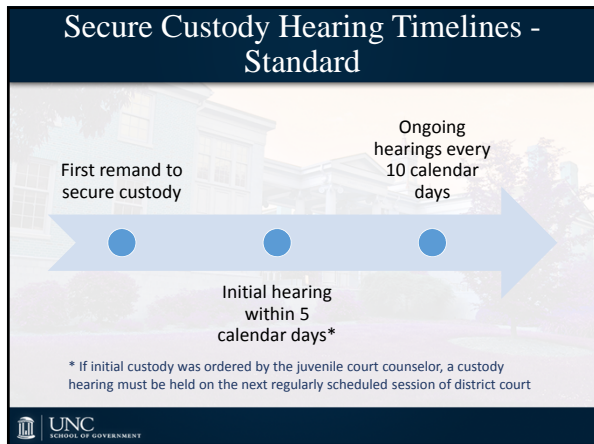 Secure Custody Hearing Timelines -
Standard
First remand to
secure custody
Initial hearing
within 5
calendar days*
Ongoing
hearings every
10 calendar
days
* If initial custody was ordered by the juvenile court counselor, a custody
hearing must be held on the next regularly scheduled session of district court
UNC
SCHOOL OF GOVERNMENT